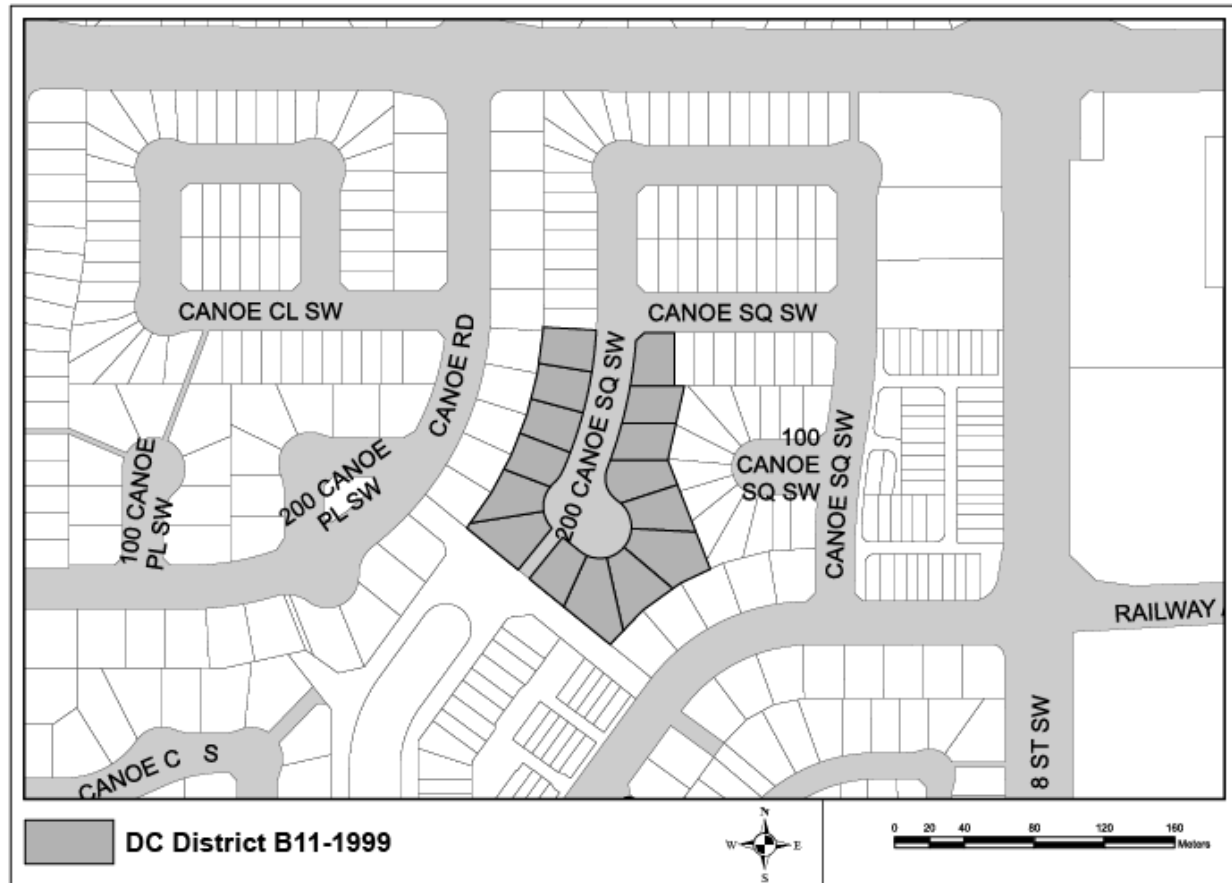 CANOE CL SW
CANOE RD
CANOE SQ SW
200 CANOE SQ SW
100
CANOE
SQ SW
CANOE SQ SW
100 CANOE
PL SW
200 CANOE
PL SW
RAILWAY
CANOE C S
8 ST SW
DC District B11-1999
N
W E
S
0 20 40 80 120 160
Meters